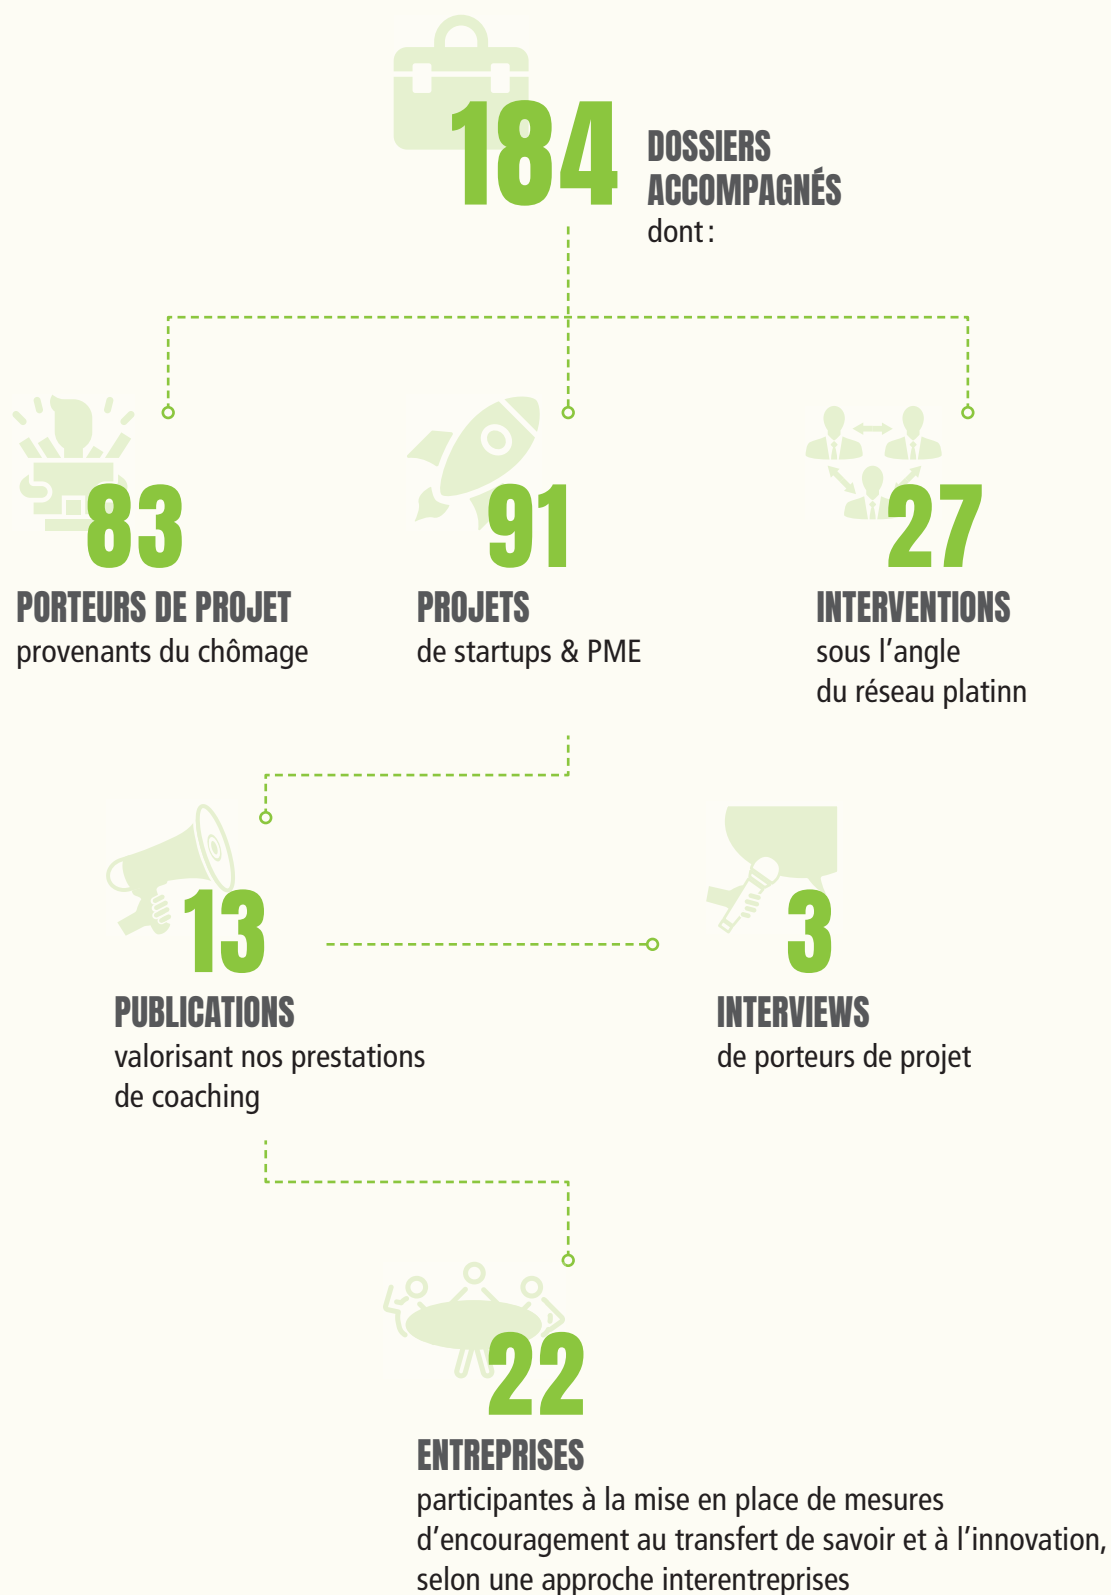 184
DOSSIERS
ACCOMPAGNÉS
dont :
83
PORTEURS DE PROJET
provenants du chômage
91
PROJETS
de startups & PME
27
INTERVENTIONS
sous l’angle
du réseau platinn
13
PUBLICATIONS
valorisant nos prestations
de coaching
3
INTERVIEWS
de porteurs de projet
22
ENTREPRISES
participantes à la mise en place de mesures
d’encouragement au transfert de savoir et à l’innovation,
selon une approche interentreprises